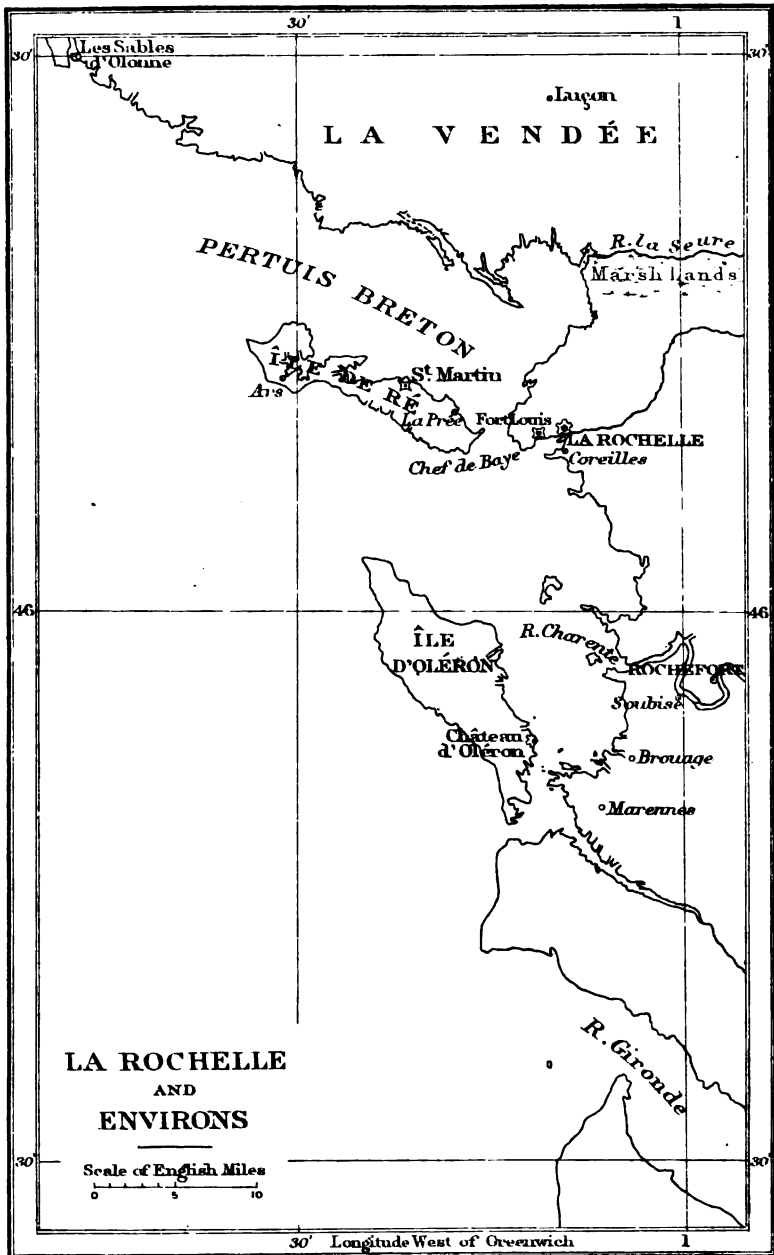 30′
1
30′
30′
Les Sables
d'Olonne
Luçon
LA VENDÉE
R. la Seure
Marsh Lands
PERTUIS BRETON
ÎLE DE RÉ
Ars
St. Martin
La Prée
Fort Louis
LA ROCHELLE
Coreilles
Chef de Baye
46
46
ÎLE
D'OLÉRON
R. Charente
ROCHEFORT
Soubise
Château
d'Oléron
Brouage
Marennes
R. Gironde
LA ROCHELLE
AND
ENVIRONS
Scale of English Miles
0 5 10
30′
30′
30′
Longitude West of Greenwich
1